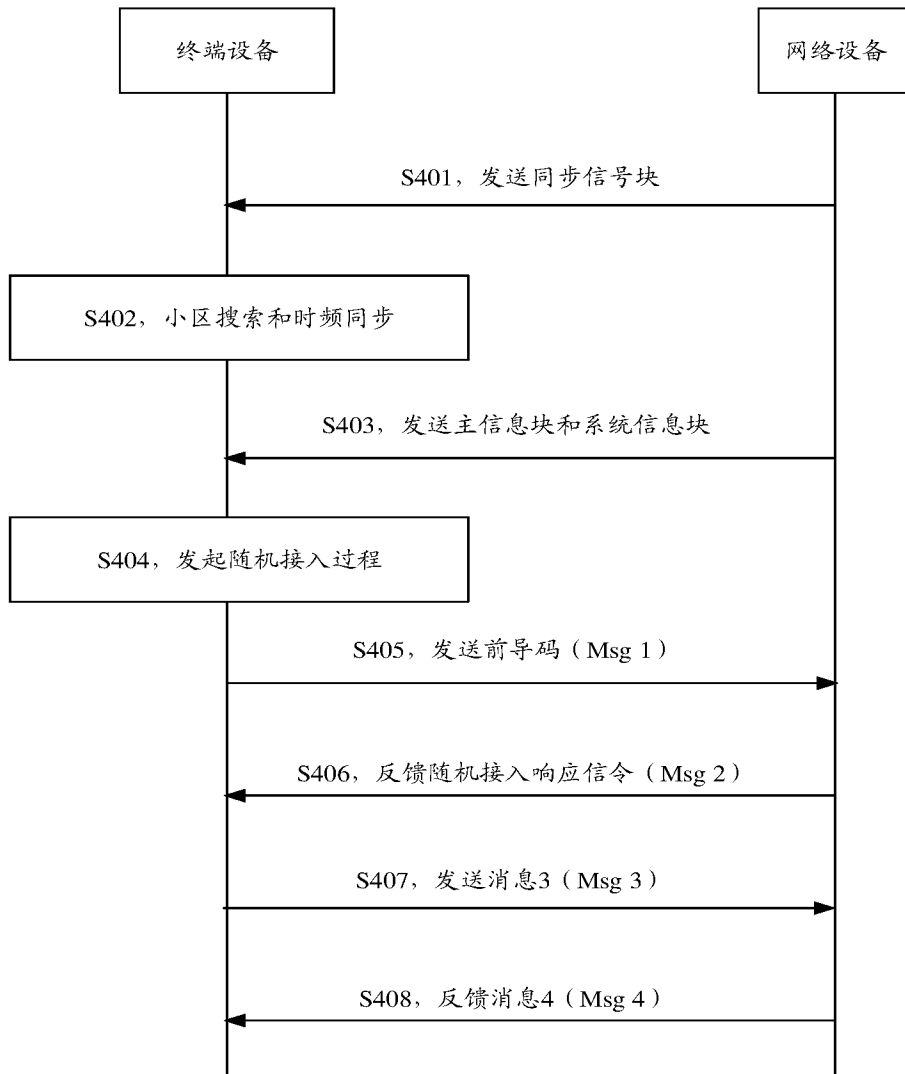 终端设备
网络设备
S401，发送同步信号块
S402，小区搜索和时频同步
S403，发送主信息块和系统信息块
S404，发起随机接入过程
S405，发送前导码（Msg 1）
S406，反馈随机接入响应信令（Msg 2）
S407，发送消息3（Msg 3）
S408，反馈消息4（Msg 4）